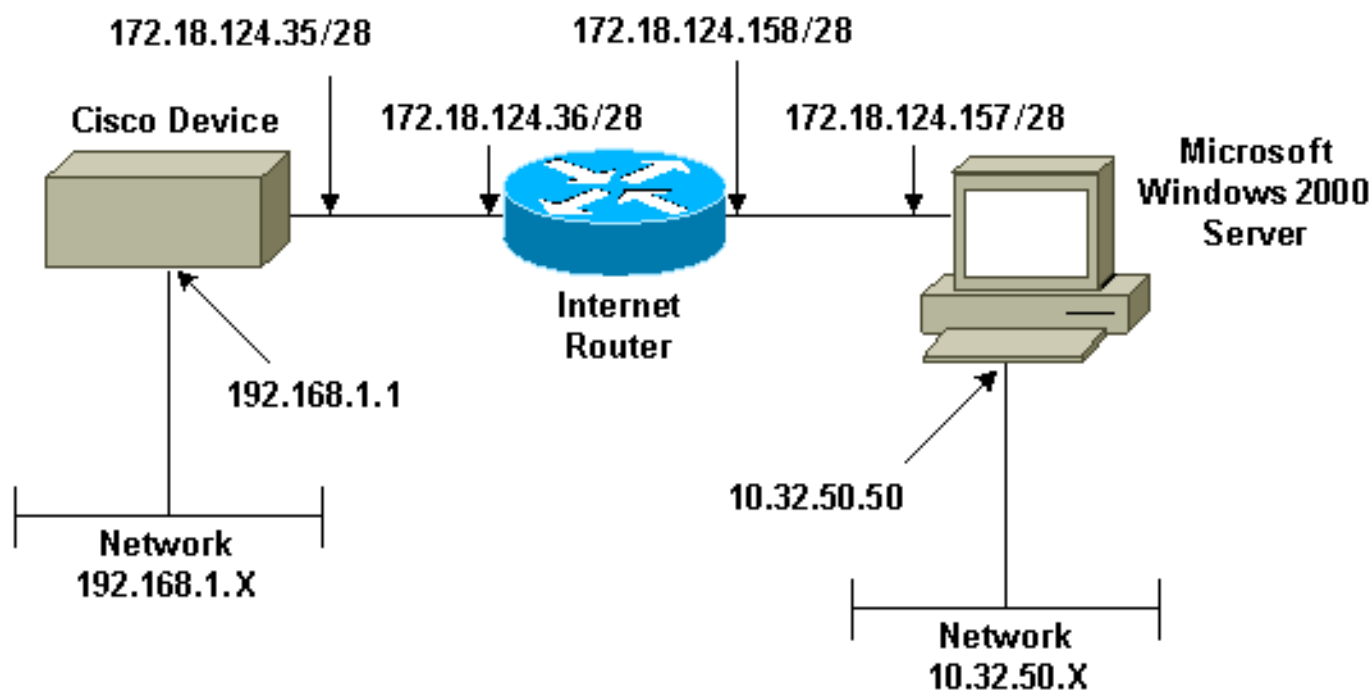 172.18.124.35/28
172.18.124.158/28
Cisco Device
172.18.124.36/28
172.18.124.157/28
Microsoft
Windows 2000
Server
Internet
Router
192.168.1.1
10.32.50.50
Network
192.168.1.X
Network
10.32.50.X